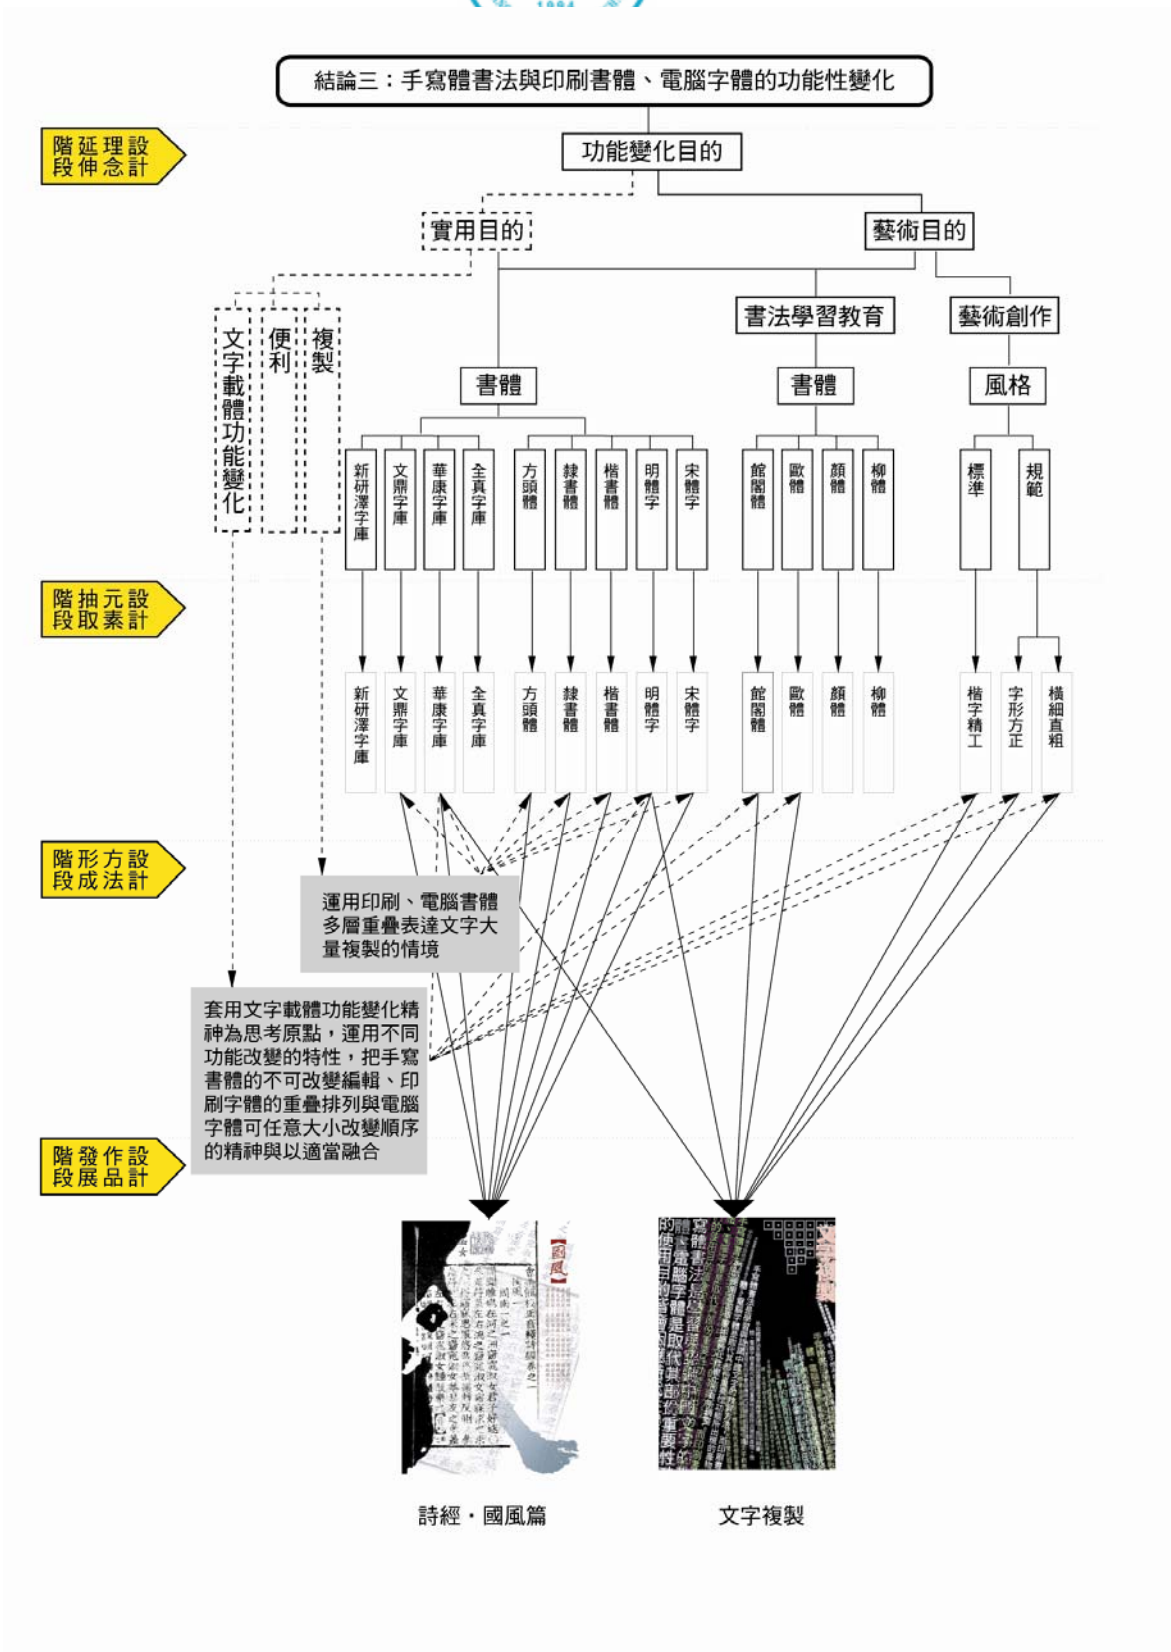 1994
結論三：手寫體書法與印刷書體、電腦字體的功能性變化
設計理念延伸階段
功能變化目的
實用目的
藝術目的
文字載體功能變化
便利
複製
書法學習教育
藝術創作
書體
書體
風格
新研澤字庫
文鼎字庫
華康字庫
全真字庫
方頭體
隸書體
楷書體
明體字
宋體字
館閣體
歐體
顏體
柳體
標準
規範
設計元素抽取階段
新研澤字庫
文鼎字庫
華康字庫
全真字庫
方頭體
隸書體
楷書體
明體字
宋體字
館閣體
歐體
顏體
柳體
楷字精工
字形方正
橫細直粗
設計方法形成階段
運用印刷、電腦書體
多層重疊表達文字大
量複製的情境
套用文字載體功能變化精
神為思考原點，運用不同
功能改變的特性，把手寫
書體的不可改變編輯、印
刷字體的重疊排列與電腦
字體可任意大小改變順序
的精神與以適當融合
設計作品發展階段
【國風】
詩經・國風篇
文字複製